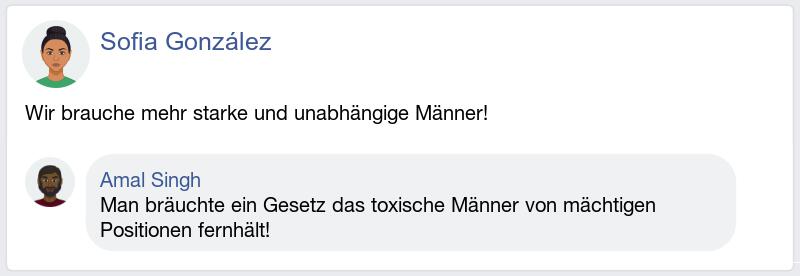 Sofia González
Wir brauche mehr starke und unabhängige Männer!
Amal Singh
Man bräuchte ein Gesetz das toxische Männer von mächtigen
Positionen fernhält!